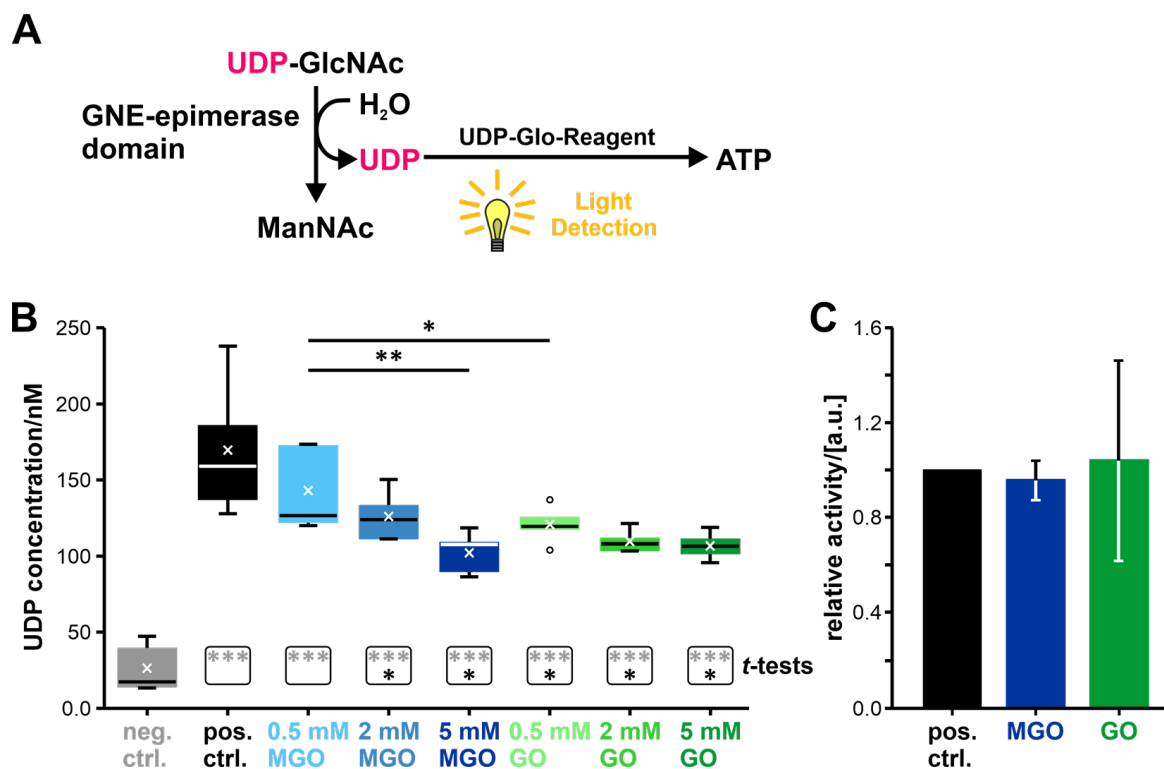 A
UDP-GlcNAc
GNE-epimerase
domain
H₂O
UDP
UDP-Glo-Reagent
ATP
ManNAc
Light
Detection
B
UDP concentration/nM
250
200
150
100
50
0.0
*
**
***
***
***
*
***
*
***
*
***
*
***
*
t-tests
neg.
ctrl.
pos.
ctrl.
0.5 mM
MGO
2 mM
MGO
5 mM
MGO
0.5 mM
GO
2 mM
GO
5 mM
GO
C
relative activity/[a.u.]
1.6
1.2
0.8
0.4
0.0
pos.
ctrl.
MGO
GO